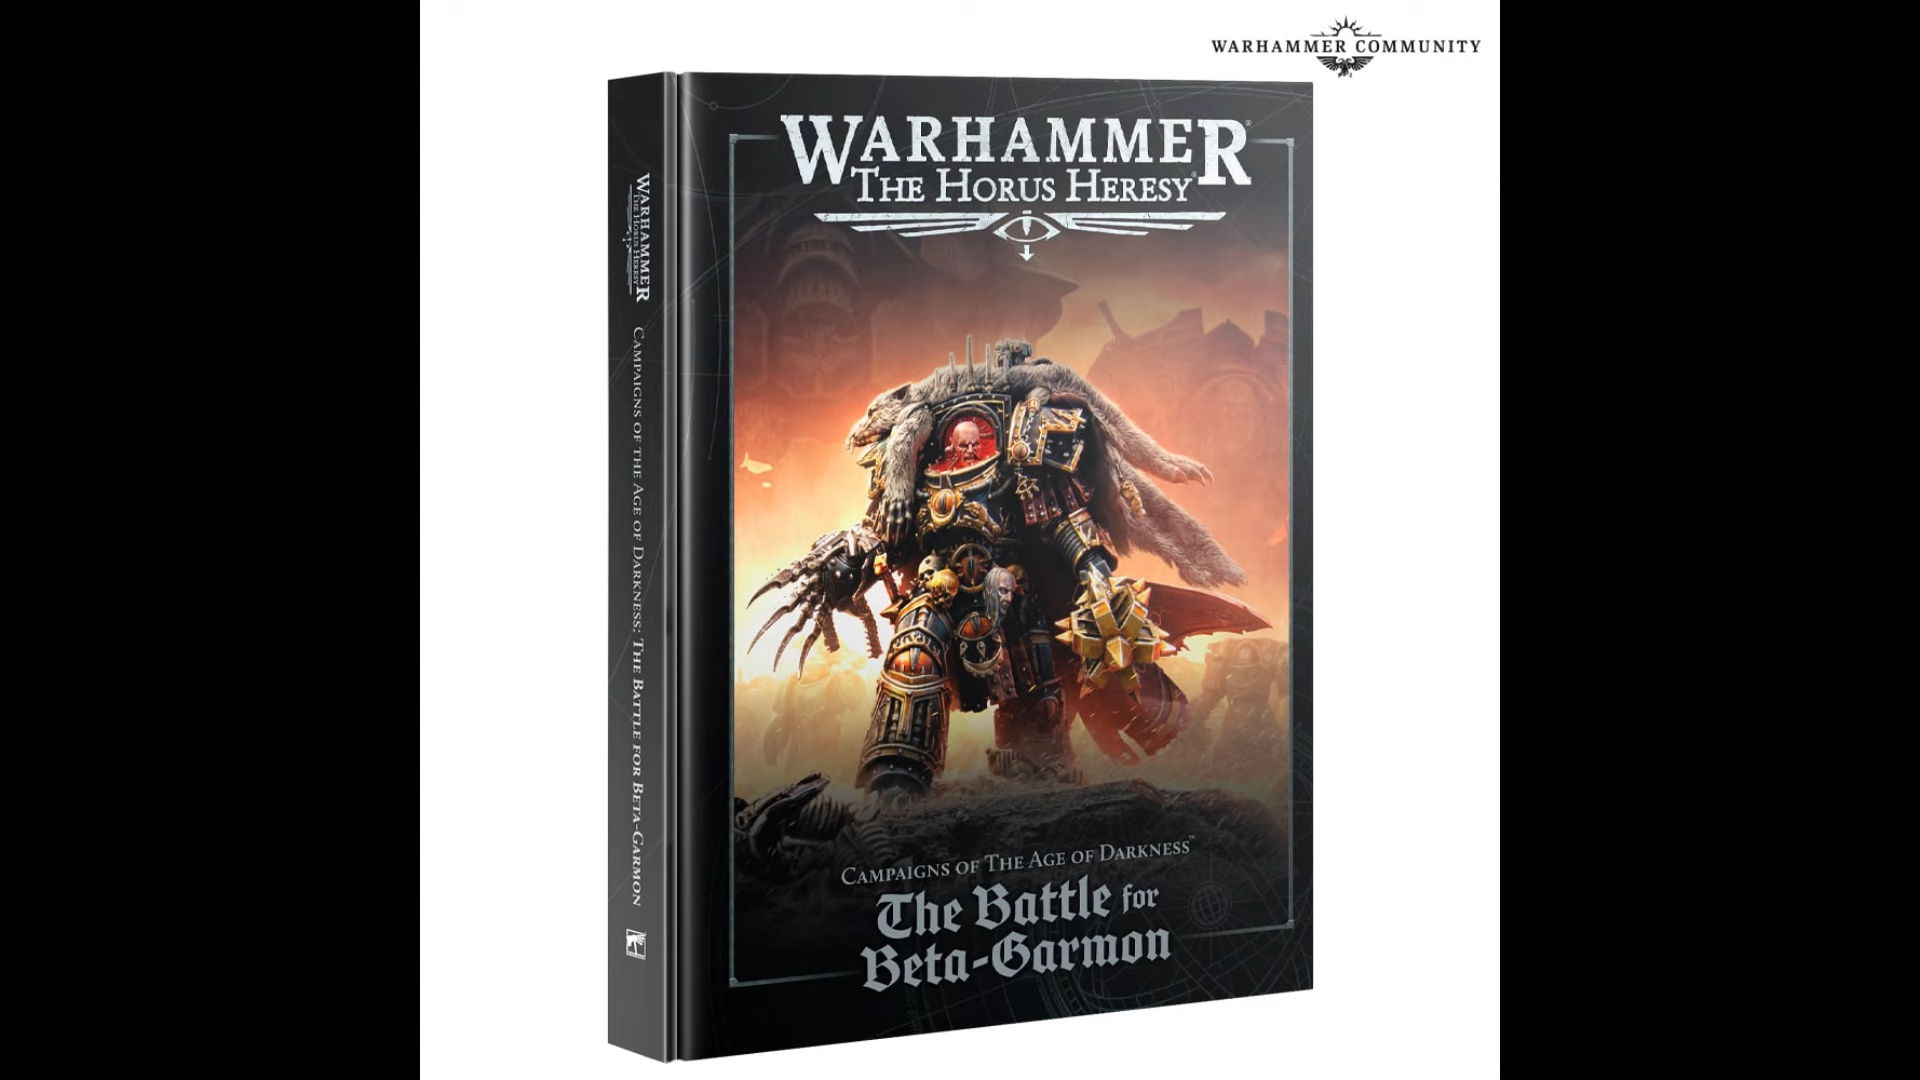 WARHAMMER COMMUNITY
WARHAMMER®
THE HORUS HERESY®
CAMPAIGNS OF THE AGE OF DARKNESS™
The Battle for
Beta-Garmon
WARHAMMER
THE HORUS HERESY
CAMPAIGNS OF THE AGE OF DARKNESS: THE BATTLE FOR BETA-GARMON